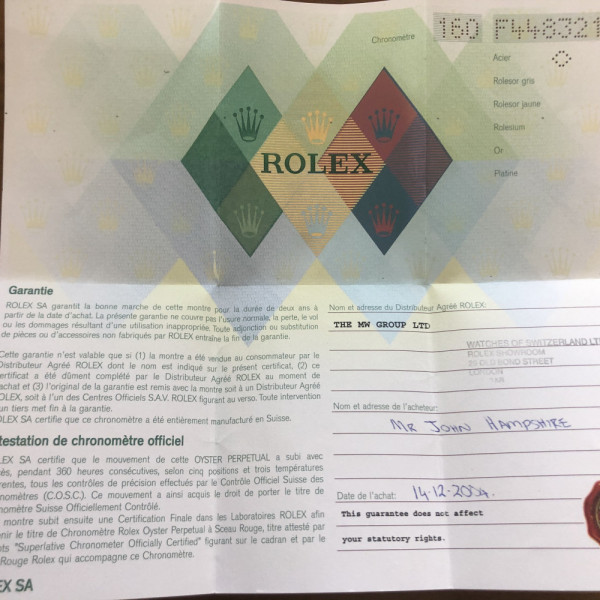 Chronomètre
160 F448321
Acier
Rolesor gris
Rolesor jaune
Rolesium
Or
Platine
ROLEX
Garantie
ROLEX SA garantit la bonne marche de cette montre pour la durée de deux ans à
partir de la date d'achat. La présente garantie ne couvre pas l'usure normale, la perte, le vol
ou les dommages résultant d'une utilisation inappropriée. Toute adjonction ou substitution
de pièces ou d'accessoires non fabriqués par ROLEX entraîne la fin de la garantie.
Cette garantie n'est valable que si (1) la montre a été vendue au consommateur par le
Distributeur Agréé ROLEX dont le nom est indiqué sur le présent certificat, (2) ce
certificat a été dûment complété par le Distributeur Agréé ROLEX au moment de
achat et (3) l'original de la garantie est remis avec la montre soit à un Distributeur Agréé
OLEX, soit à l'un des Centres Officiels S.A.V. ROLEX figurant au verso. Toute intervention
un tiers met fin à la garantie.
OLEX SA certifie que ce chronomètre a été entièrement manufacturé en Suisse.
testation de chronomètre officiel
LEX SA certifie que le mouvement de cette OYSTER PERPETUAL a subi avec
ès, pendant 360 heures consécutives, selon cinq positions et trois températures
rentes, tous les contrôles de précision effectués par le Contrôle Officiel Suisse des
nomètres (C.O.S.C.). Ce mouvement a ainsi acquis le droit de porter le titre de
nomètre Suisse Officiellement Contrôlé.
montre subit ensuite une Certification Finale dans les Laboratoires ROLEX afin
enir le titre de Chronomètre Rolex Oyster Perpetual à Sceau Rouge, titre attesté par
ts "Superlative Chronometer Officially Certified" figurant sur le cadran et par le
Rouge Rolex qui accompagne ce Chronomètre.
EX SA
Nom et adresse du Distributeur Agréé ROLEX:
THE MW GROUP LTD
WATCHES OF SWITZERLAND LT
ROLEX SHOWROOM
BOND STREET
LONDON
Nom et adresse de l'acheteur:
MR JOHN HAMPSHIRE
Date de l'achat: 14-12-2004.
This guarantee does not affect
your statutory rights.